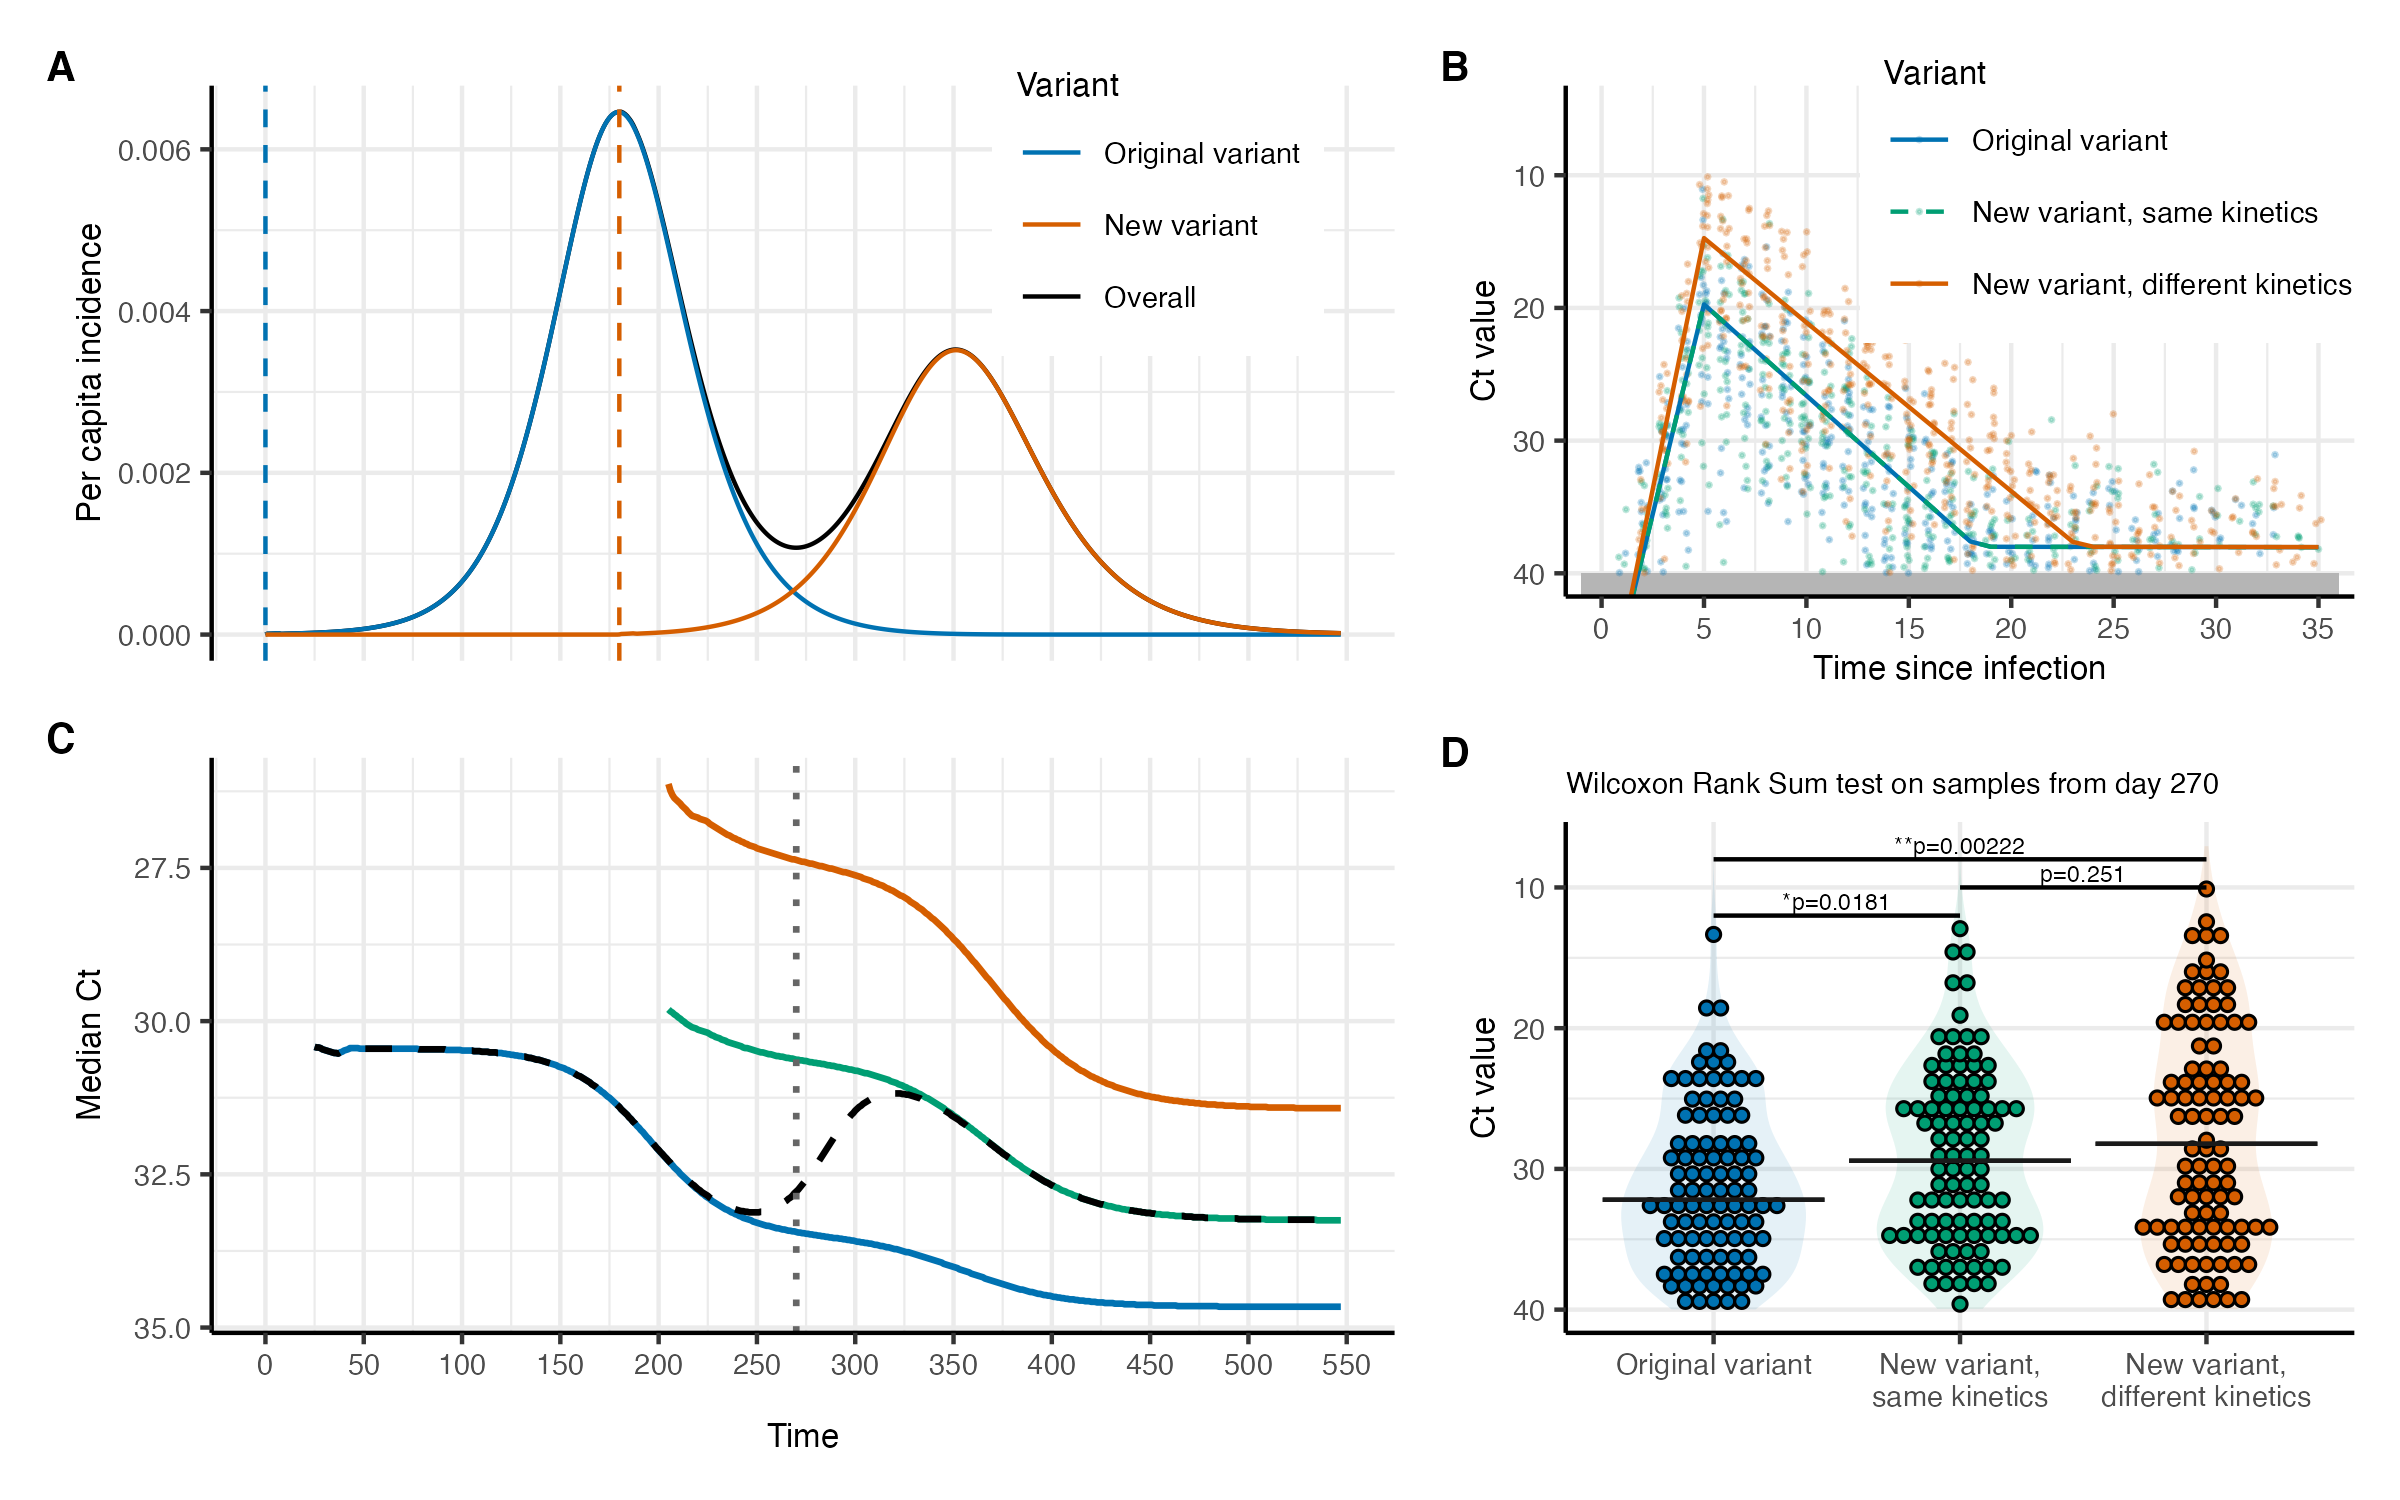 A
Variant
Original variant
New variant
Overall
Per capita incidence
0.006
0.004
0.002
0.000
B
Variant
Original variant
New variant, same kinetics
New variant, different kinetics
Ct value
10
20
30
40
0 5 10 15 20 25 30 35
Time since infection
C
Median Ct
27.5
30.0
32.5
35.0
0 50 100 150 200 250 300 350 400 450 500 550
Time
D
Wilcoxon Rank Sum test on samples from day 270
**p=0.00222
p=0.251
*p=0.0181
Ct value
10
20
30
40
Original variant
New variant,
same kinetics
New variant,
different kinetics